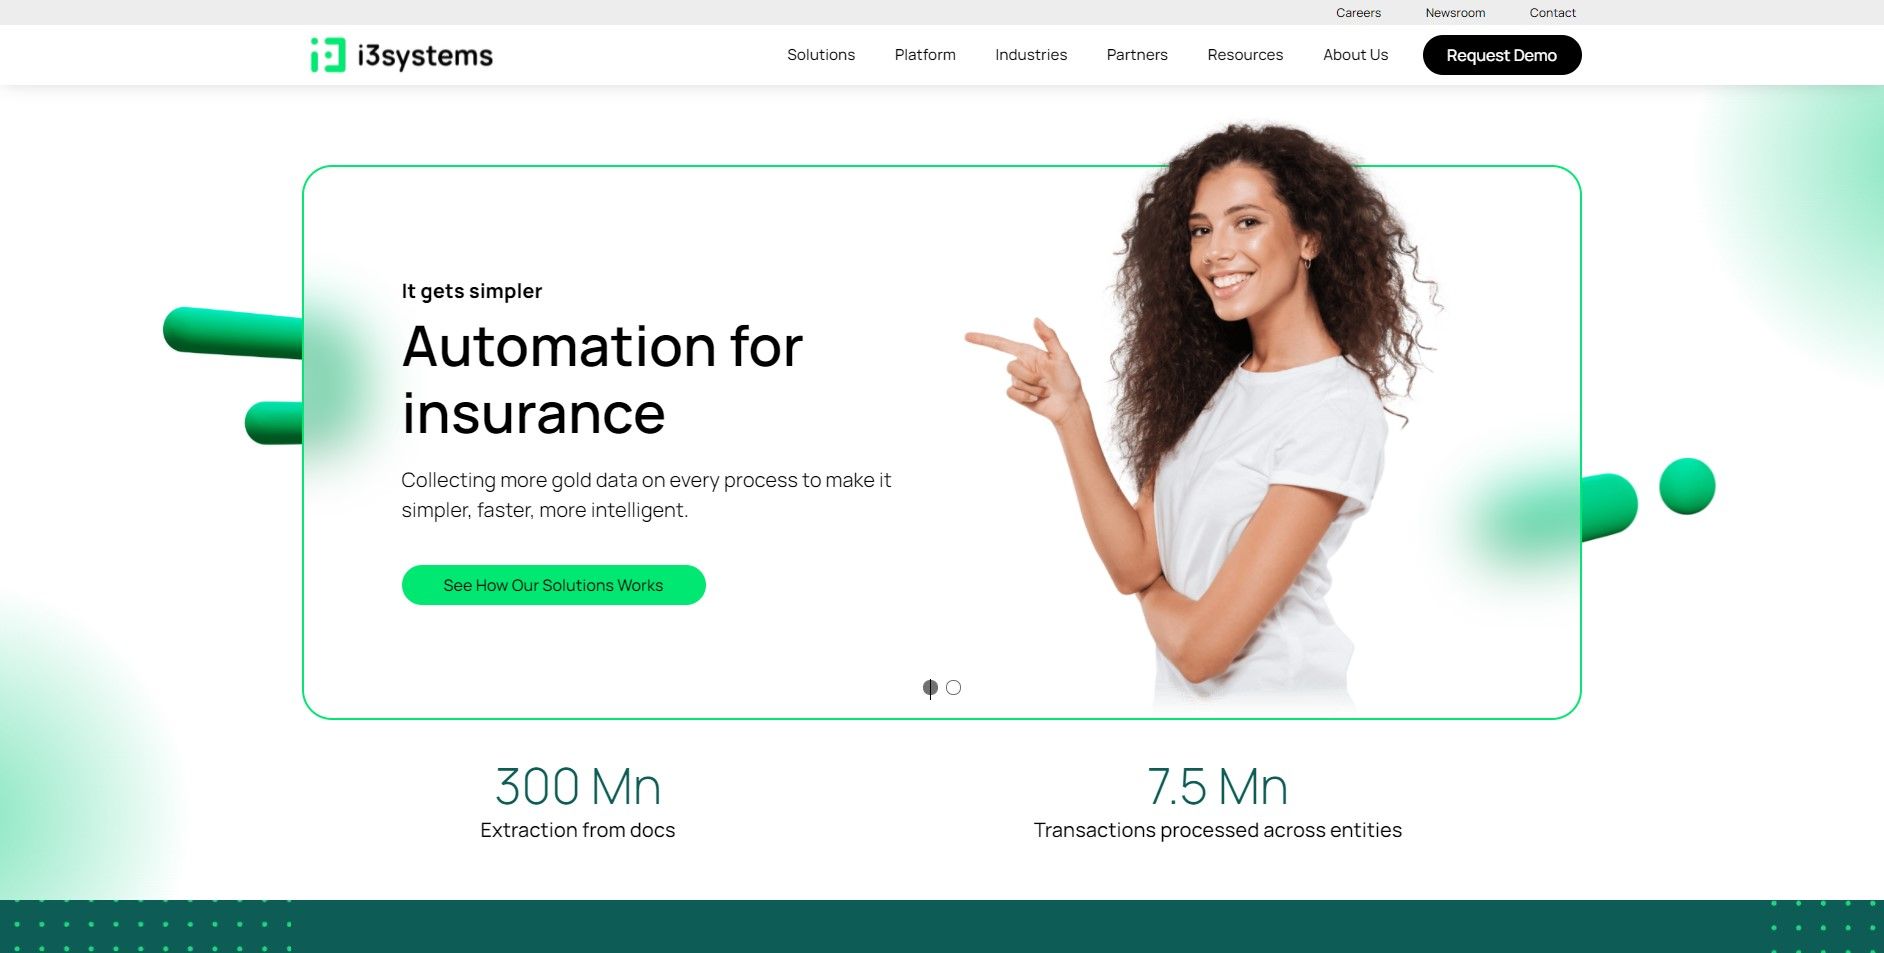 Careers Newsroom Contact
i3systems Solutions Platform Industries Partners Resources About Us Request Demo
It gets simpler
Automation for
insurance
Collecting more gold data on every process to make it
simpler, faster, more intelligent.
See How Our Solutions Works
300 Mn
Extraction from docs
7.5 Mn
Transactions processed across entities